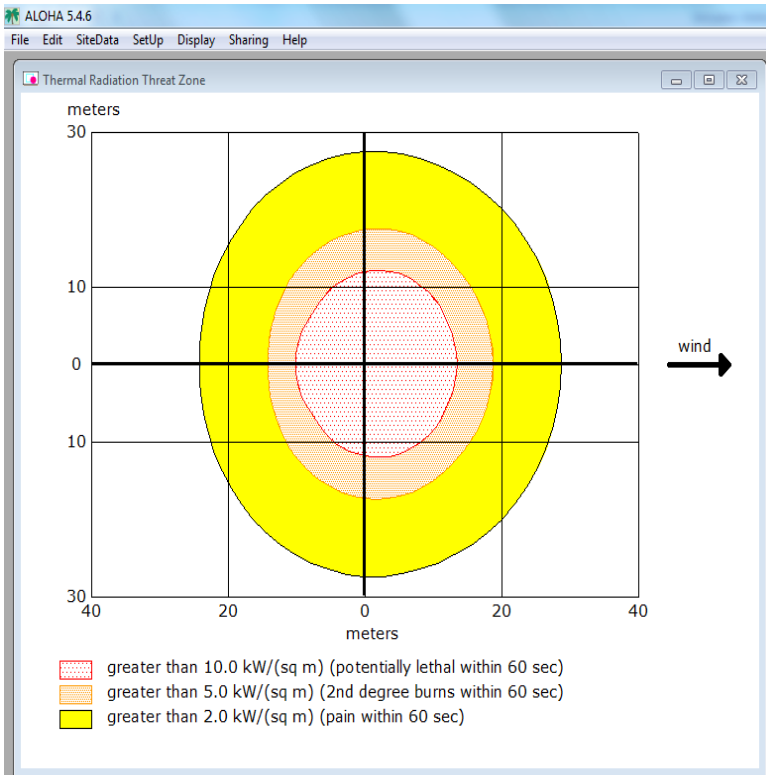 ALOHA 5.4.6
File Edit SiteData SetUp Display Sharing Help
Thermal Radiation Threat Zone
meters
30
10
0
wind
10
30
40 20 0 20 40
meters
greater than 10.0 kW/(sq m) (potentially lethal within 60 sec)
greater than 5.0 kW/(sq m) (2nd degree burns within 60 sec)
greater than 2.0 kW/(sq m) (pain within 60 sec)